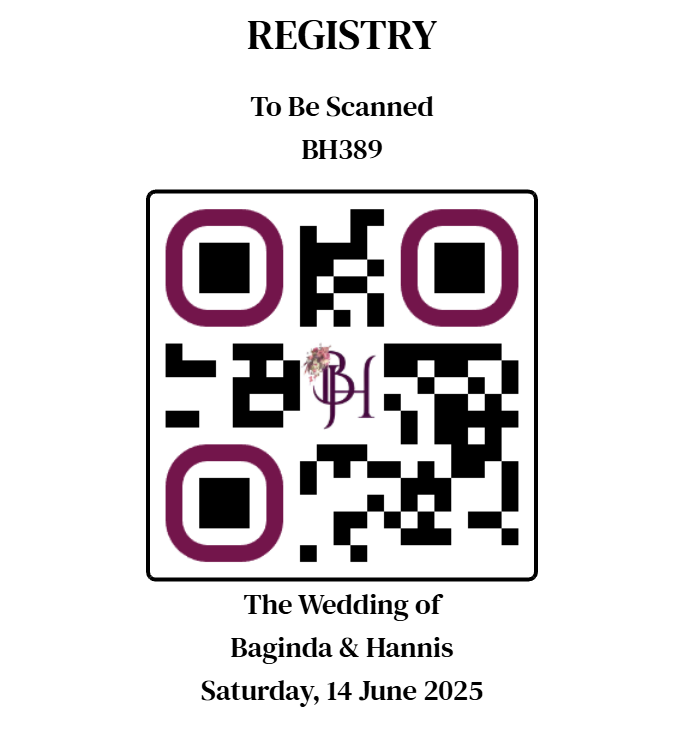 REGISTRY
To Be Scanned
BH389
BH
The Wedding of
Baginda & Hannis
Saturday, 14 June 2025